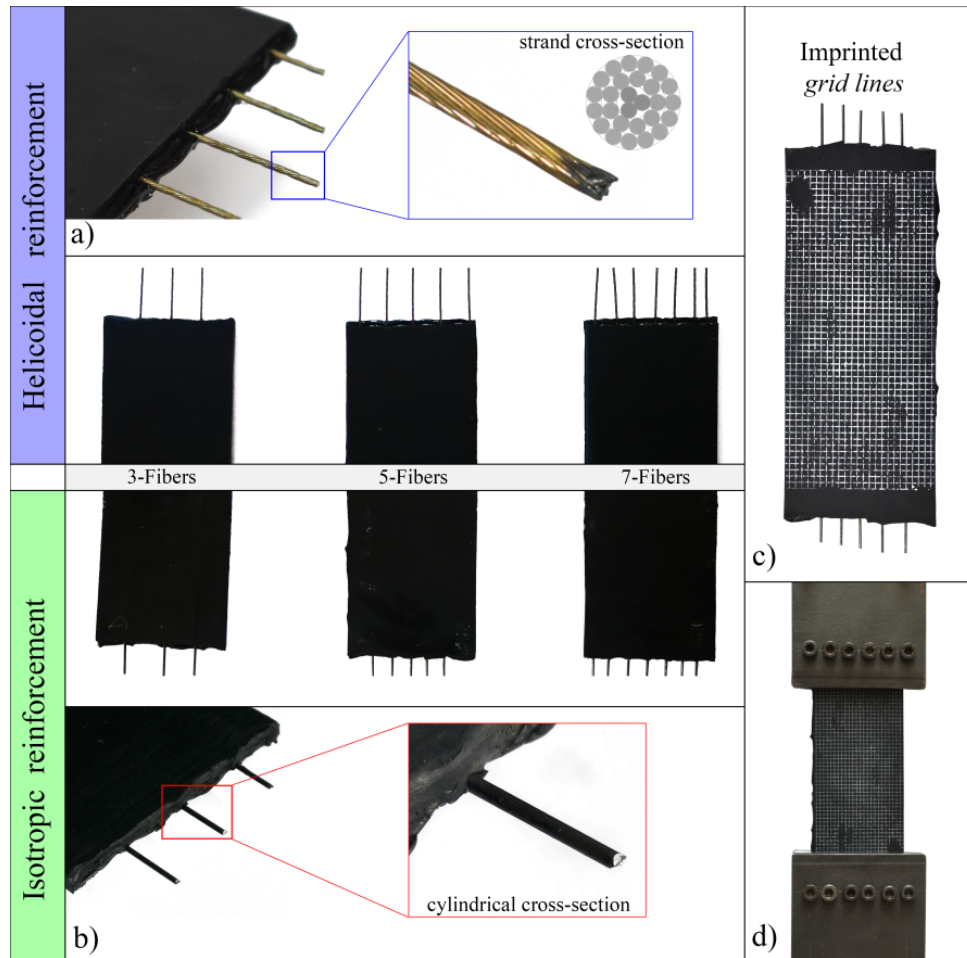 Helicoidal reinforcement
strand cross-section
a)
3-Fibers
5-Fibers
7-Fibers
Isotropic reinforcement
cylindrical cross-section
b)
Imprinted
grid lines
c)
d)